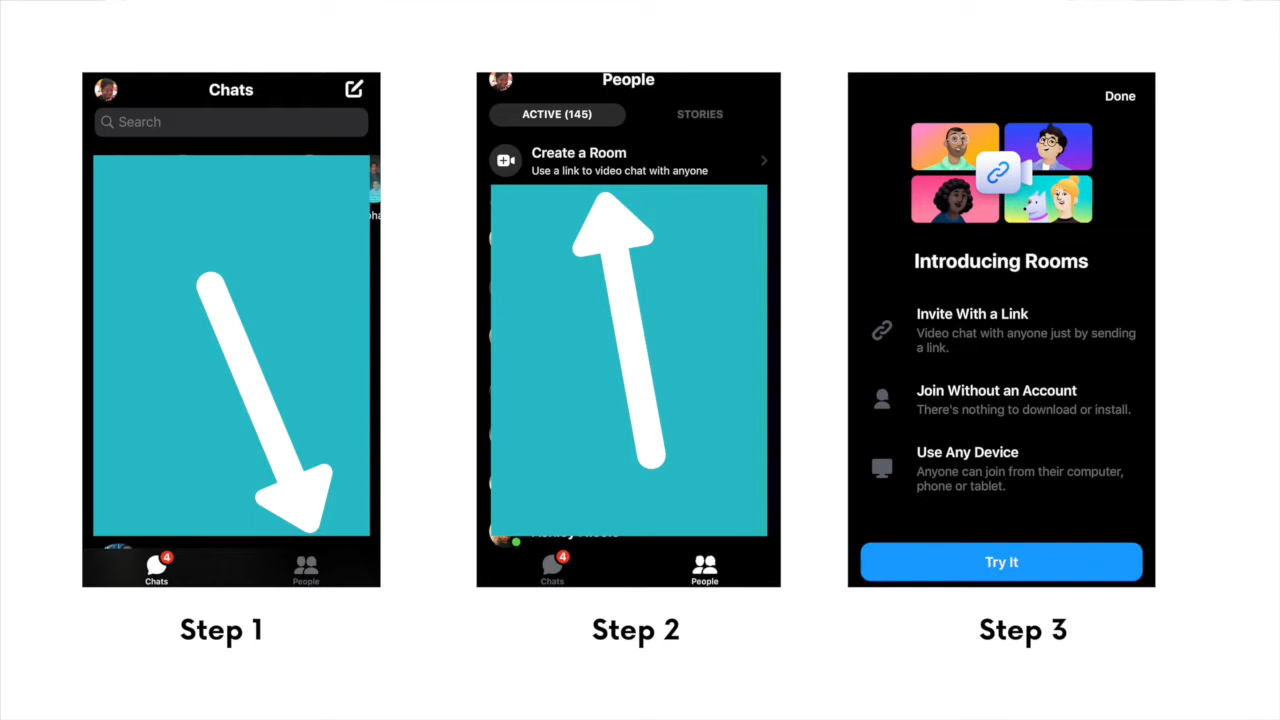 Chats
Search
Chats
4
People
Step 1
People
ACTIVE (145)
STORIES
Create a Room
Use a link to video chat with anyone
Chats
4
People
Step 2
Done
Introducing Rooms
Invite With a Link
Video chat with anyone just by sending
a link.
Join Without an Account
There's nothing to download or install.
Use Any Device
Anyone can join from their computer,
phone or tablet.
Try It
Step 3